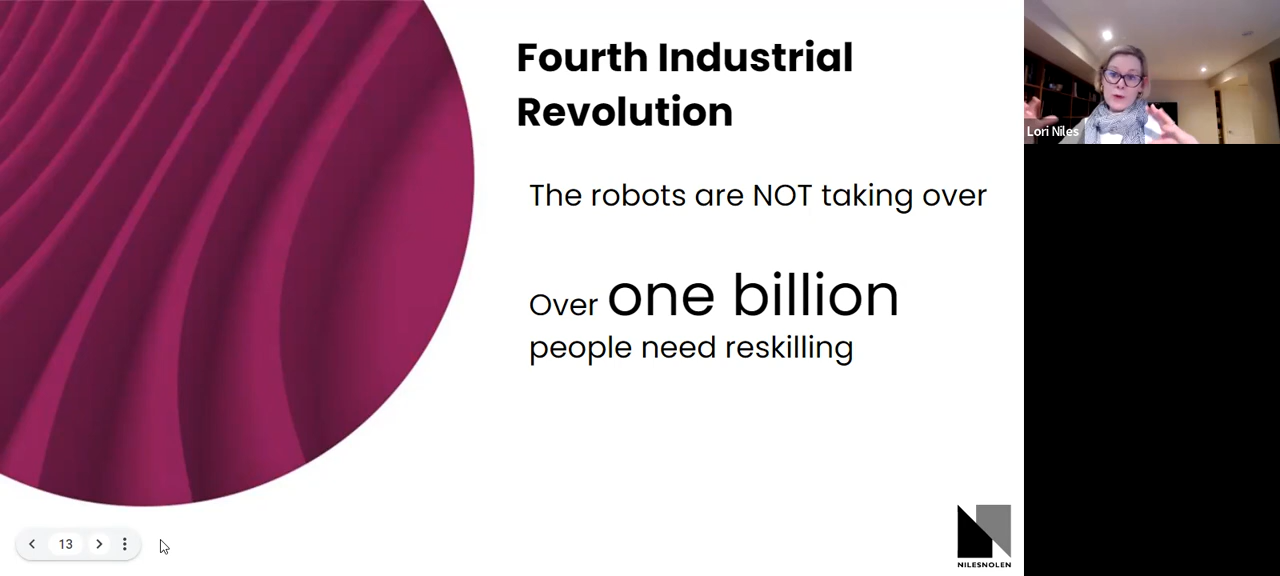 Fourth Industrial
Revolution
The robots are NOT taking over
Over one billion
people need reskilling
Lori Niles
13
NILESNOLEN